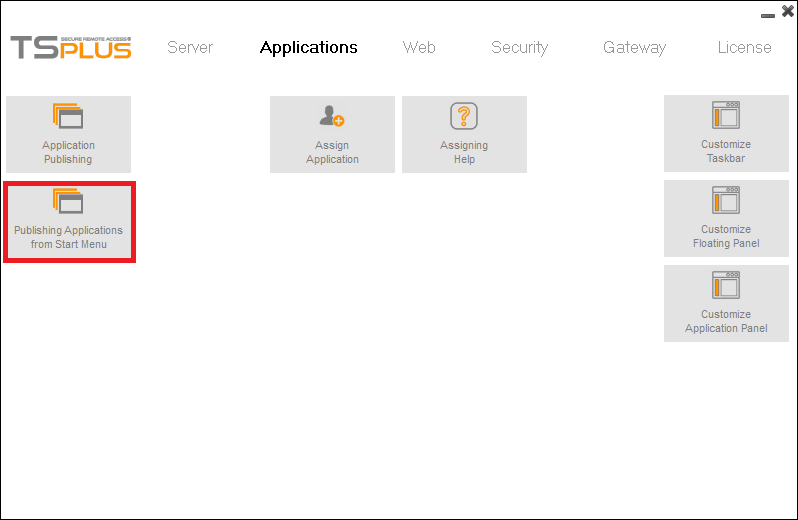 TSPLUS SECURE REMOTE ACCESS®
Server Applications Web Security Gateway License
Application
Publishing
Assign
Application
Assigning
Help
Customize
Taskbar
Publishing Applications
from Start Menu
Customize
Floating Panel
Customize
Application Panel